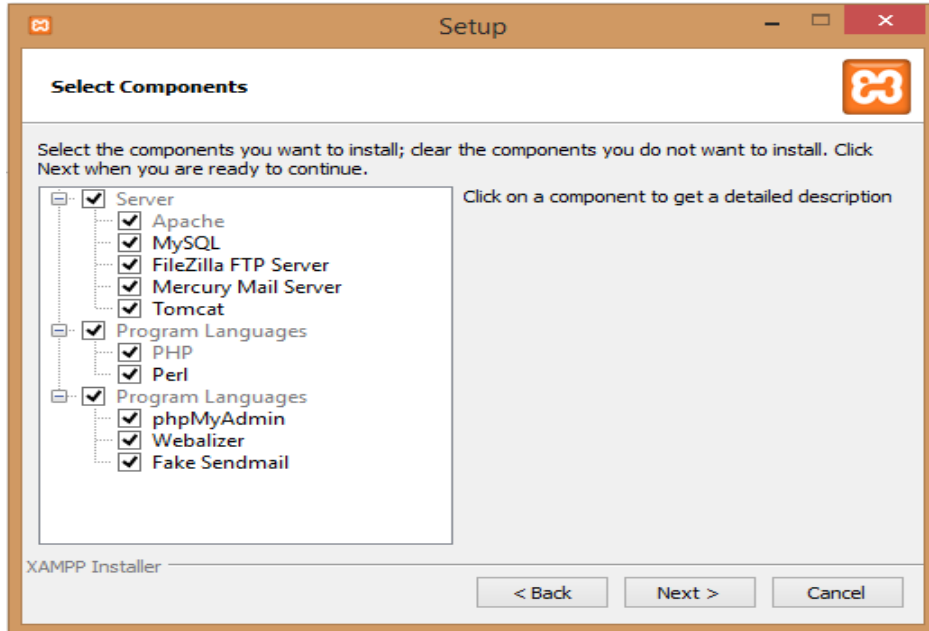 Setup
Select Components
Select the components you want to install; clear the components you do not want to install. Click
Next when you are ready to continue.
Server
Apache
MySQL
FileZilla FTP Server
Mercury Mail Server
Tomcat
Program Languages
PHP
Perl
Program Languages
phpMyAdmin
Webalizer
Fake Sendmail
Click on a component to get a detailed description
XAMPP Installer
< Back
Next >
Cancel